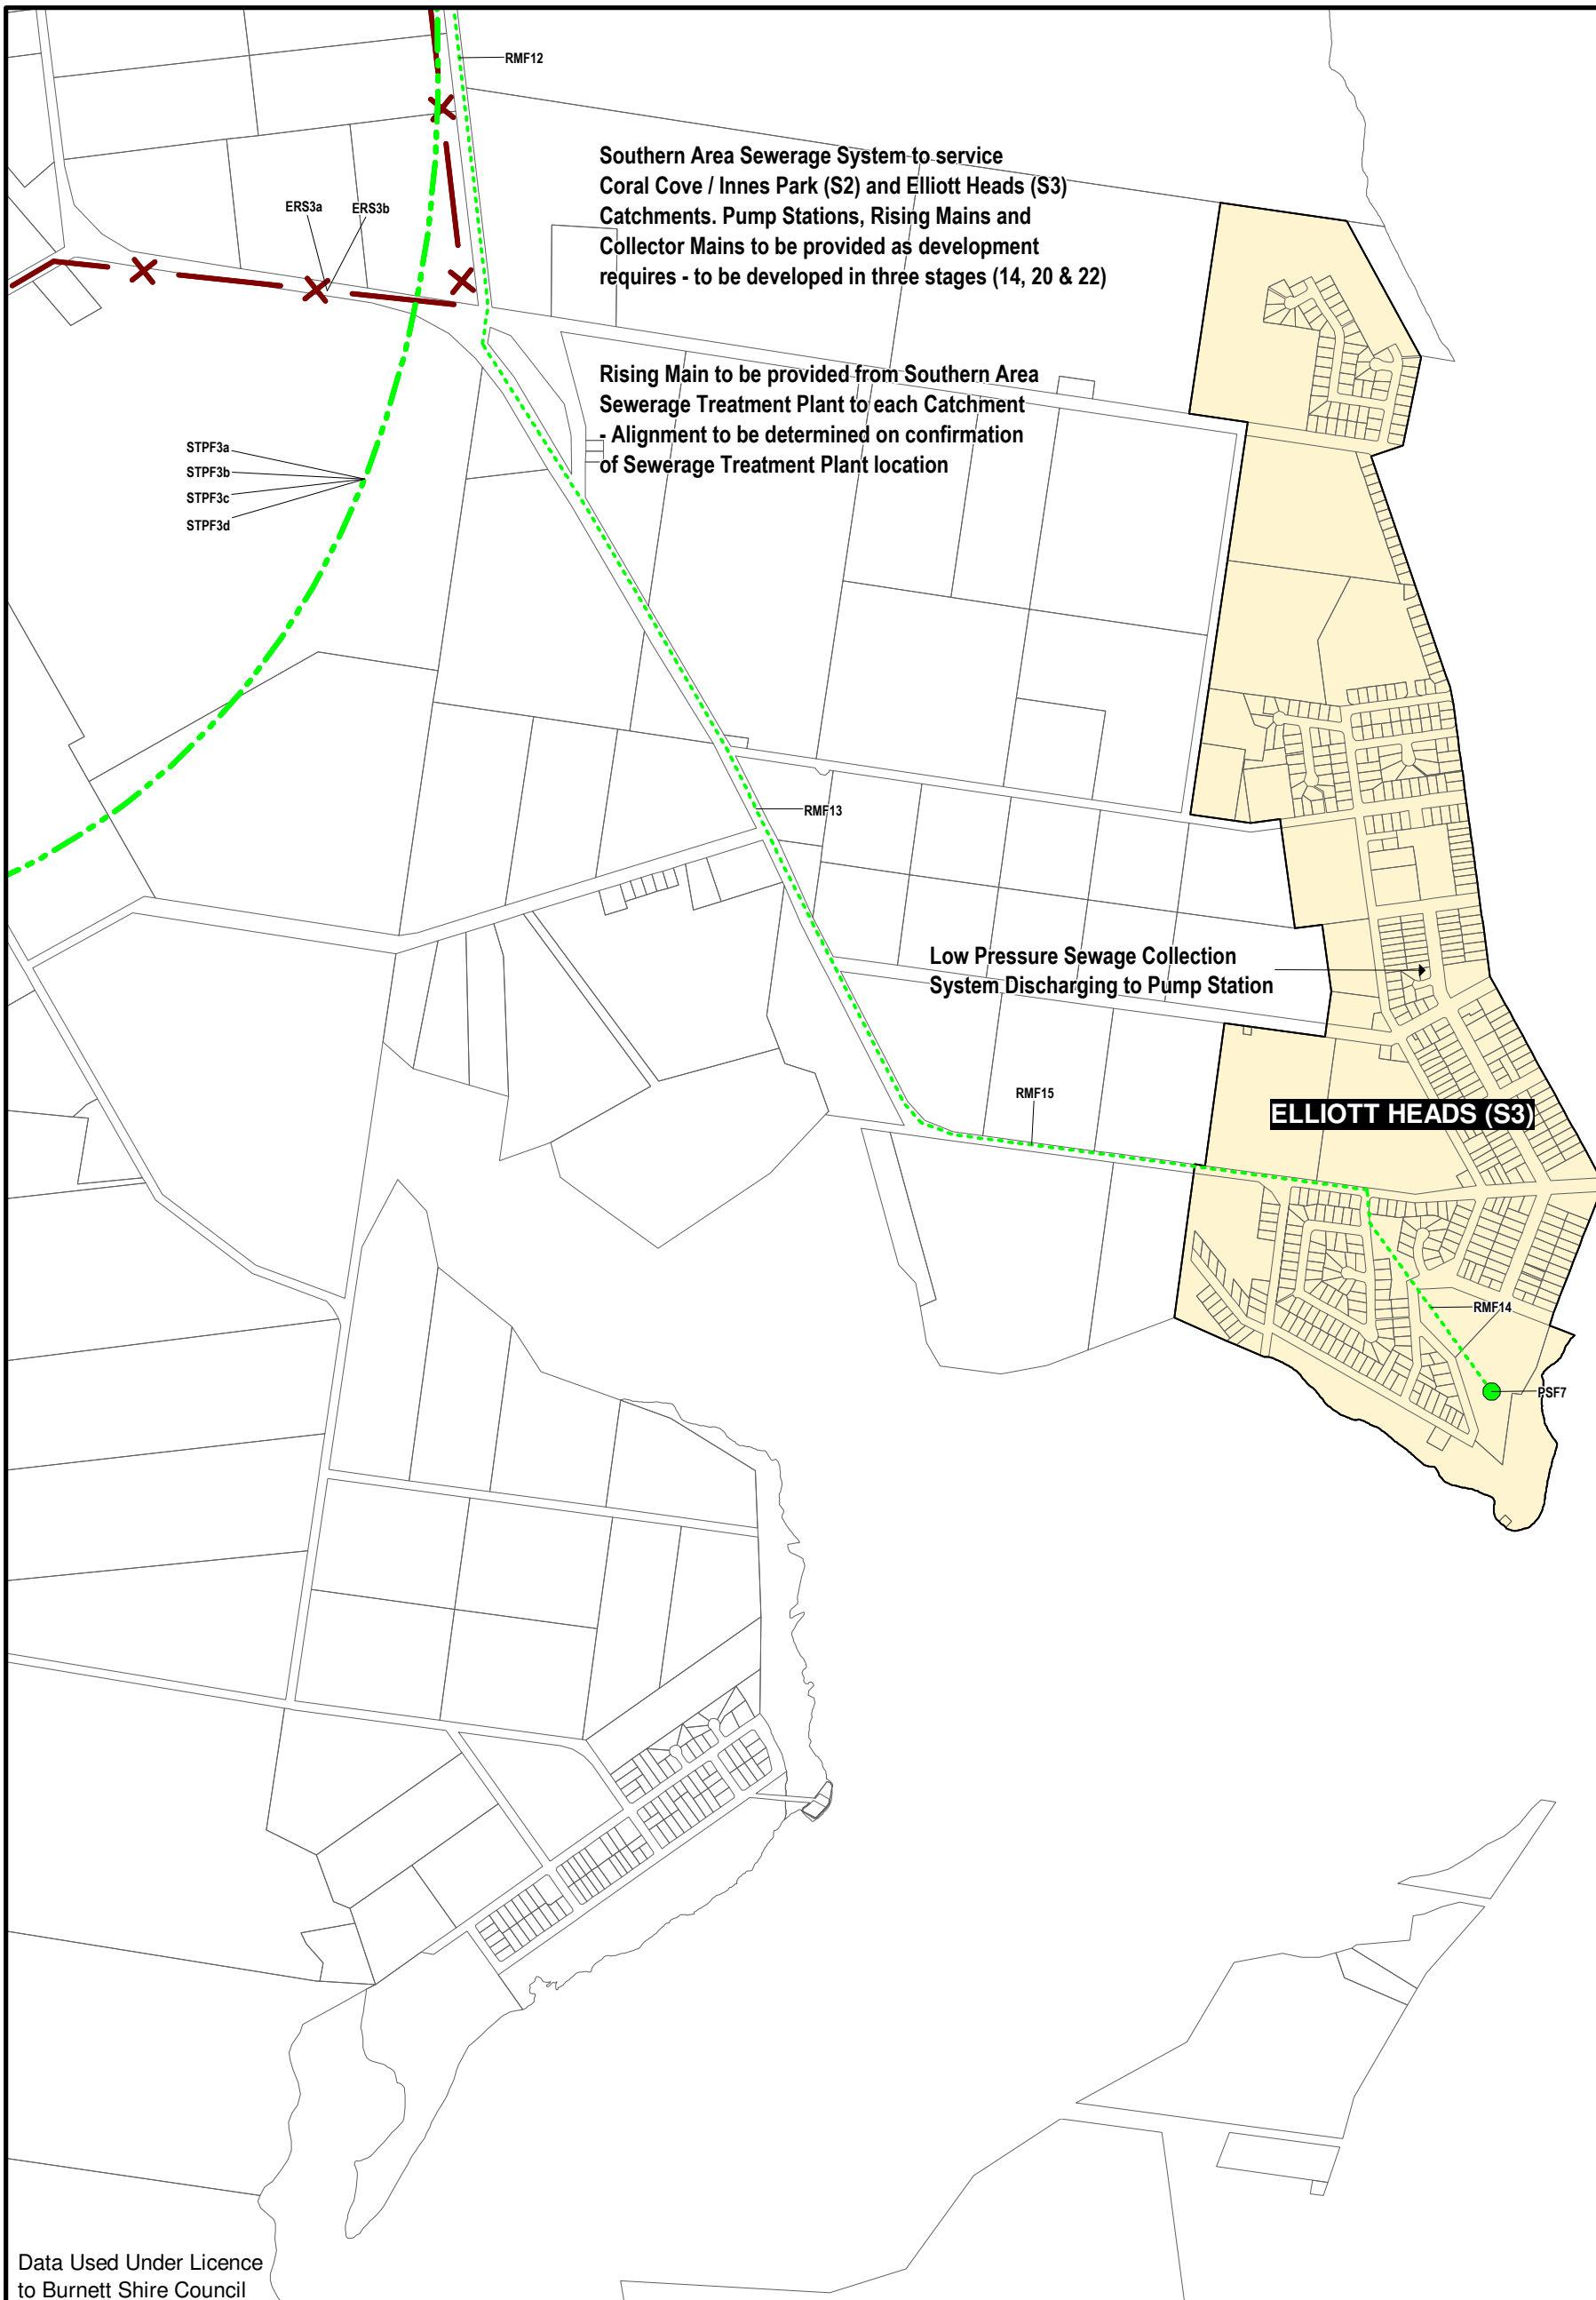 RMF12
Southern Area Sewerage System to service
Coral Cove / Innes Park (S2) and Elliott Heads (S3)
Catchments. Pump Stations, Rising Mains and
Collector Mains to be provided as development
requires - to be developed in three stages (14, 20 & 22)
ERS3a
ERS3b
Rising Main to be provided from Southern Area
Sewerage Treatment Plant to each Catchment
- Alignment to be determined on confirmation
of Sewerage Treatment Plant location
STPF3a
STPF3b
STPF3c
STPF3d
RMF13
Low Pressure Sewage Collection
System Discharging to Pump Station
RMF15
ELLIOTT HEADS (S3)
RMF14
PSF7
Data Used Under Licence
to Burnett Shire Council